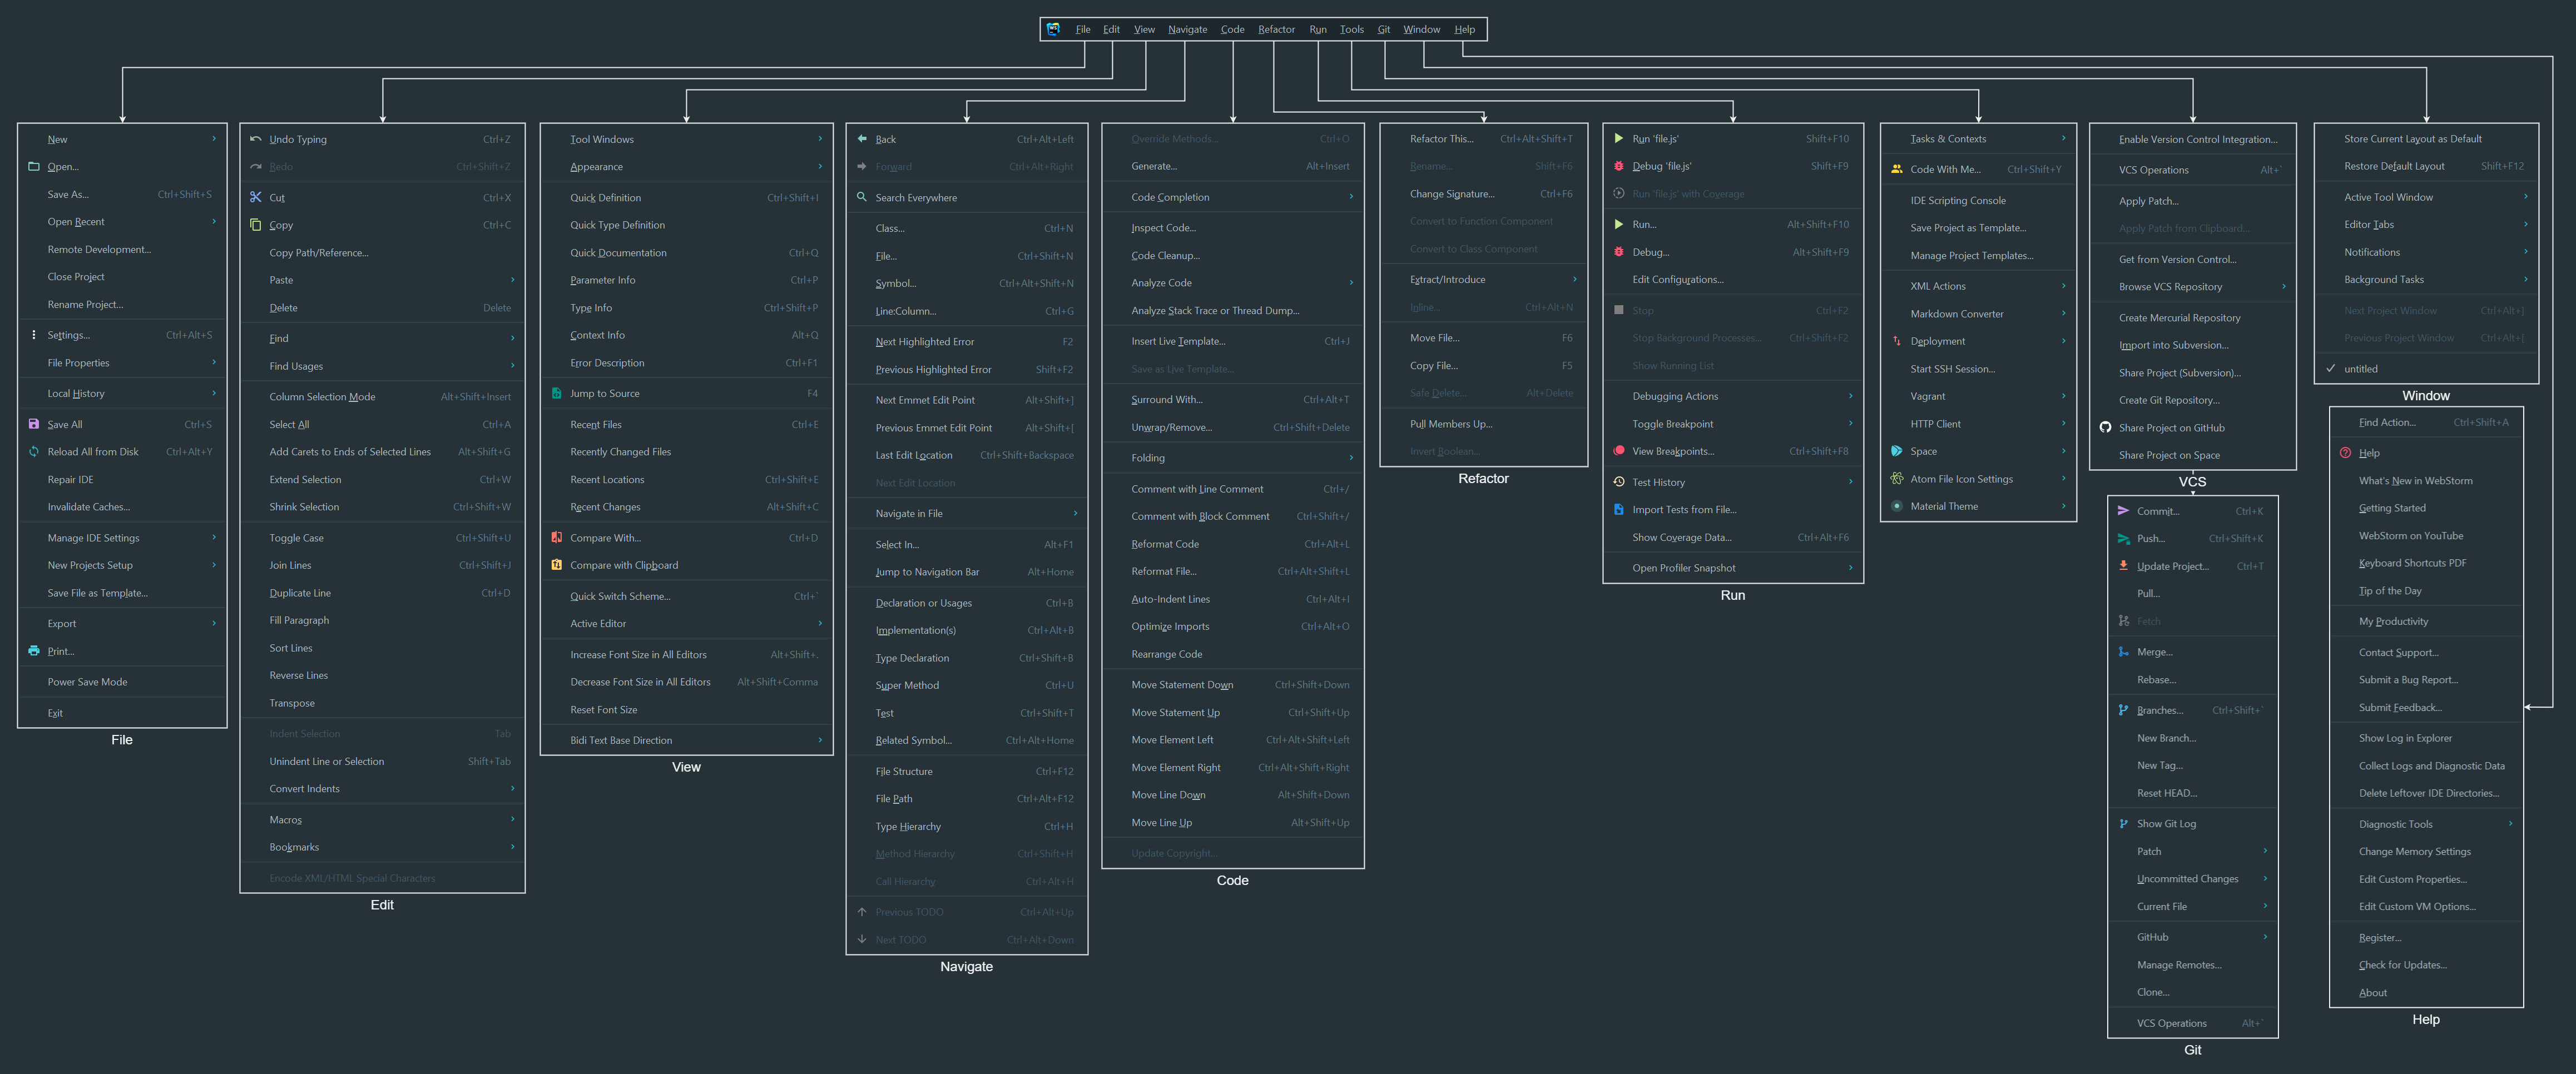 File Edit View Navigate Code Refactor Run Tools Git Window Help
New
Open...
Save As... Ctrl+Shift+S
Open Recent
Remote Development...
Close Project
Rename Project...
Settings... Ctrl+Alt+S
File Properties
Local History
Save All Ctrl+S
Reload All from Disk Ctrl+Alt+Y
Repair IDE
Invalidate Caches...
Manage IDE Settings
New Projects Setup
Save File as Template...
Export
Print...
Power Save Mode
Exit
File
Undo Typing Ctrl+Z
Redo Ctrl+Shift+Z
Cut Ctrl+X
Copy Ctrl+C
Copy Path/Reference...
Paste
Delete Delete
Find
Find Usages
Column Selection Mode Alt+Shift+Insert
Select All Ctrl+A
Add Carets to Ends of Selected Lines Alt+Shift+G
Extend Selection Ctrl+W
Shrink Selection Ctrl+Shift+W
Toggle Case Ctrl+Shift+U
Join Lines Ctrl+Shift+J
Duplicate Line Ctrl+D
Fill Paragraph
Sort Lines
Reverse Lines
Transpose
Indent Selection Tab
Unindent Line or Selection Shift+Tab
Convert Indents
Macros
Bookmarks
Encode XML/HTML Special Characters
Edit
Tool Windows
Appearance
Quick Definition Ctrl+Shift+I
Quick Type Definition
Quick Documentation Ctrl+Q
Parameter Info Ctrl+P
Type Info Ctrl+Shift+P
Context Info Alt+Q
Error Description Ctrl+F1
Jump to Source F4
Recent Files Ctrl+E
Recently Changed Files
Recent Locations Ctrl+Shift+E
Recent Changes Alt+Shift+C
Compare With... Ctrl+D
Compare with Clipboard
Quick Switch Scheme... Ctrl+`
Active Editor
Increase Font Size in All Editors Alt+Shift+.
Decrease Font Size in All Editors Alt+Shift+Comma
Reset Font Size
Bidi Text Base Direction
View
Back Ctrl+Alt+Left
Forward Ctrl+Alt+Right
Search Everywhere
Class... Ctrl+N
File... Ctrl+Shift+N
Symbol... Ctrl+Alt+Shift+N
Line:Column... Ctrl+G
Next Highlighted Error F2
Previous Highlighted Error Shift+F2
Next Emmet Edit Point Alt+Shift+]
Previous Emmet Edit Point Alt+Shift+[
Last Edit Location Ctrl+Shift+Backspace
Next Edit Location
Navigate in File
Select In... Alt+F1
Jump to Navigation Bar Alt+Home
Declaration or Usages Ctrl+B
Implementation(s) Ctrl+Alt+B
Type Declaration Ctrl+Shift+B
Super Method Ctrl+U
Test Ctrl+Shift+T
Related Symbol... Ctrl+Alt+Home
File Structure Ctrl+F12
File Path Ctrl+Alt+F12
Type Hierarchy Ctrl+H
Method Hierarchy Ctrl+Shift+H
Call Hierarchy Ctrl+Alt+H
Previous TODO Ctrl+Alt+Up
Next TODO Ctrl+Alt+Down
Navigate
Override Methods... Ctrl+O
Generate... Alt+Insert
Code Completion
Inspect Code...
Code Cleanup...
Analyze Code
Analyze Stack Trace or Thread Dump...
Insert Live Template... Ctrl+J
Save as Live Template...
Surround With... Ctrl+Alt+T
Unwrap/Remove... Ctrl+Shift+Delete
Folding
Comment with Line Comment Ctrl+/
Comment with Block Comment Ctrl+Shift+/
Reformat Code Ctrl+Alt+L
Reformat File... Ctrl+Alt+Shift+L
Auto-Indent Lines Ctrl+Alt+I
Optimize Imports Ctrl+Alt+O
Rearrange Code
Move Statement Down Ctrl+Shift+Down
Move Statement Up Ctrl+Shift+Up
Move Element Left Ctrl+Alt+Shift+Left
Move Element Right Ctrl+Alt+Shift+Right
Move Line Down Alt+Shift+Down
Move Line Up Alt+Shift+Up
Update Copyright...
Code
Refactor This... Ctrl+Alt+Shift+T
Rename... Shift+F6
Change Signature... Ctrl+F6
Convert to Function Component
Convert to Class Component
Extract/Introduce
Inline... Ctrl+Alt+N
Move File... F6
Copy File... F5
Safe Delete... Alt+Delete
Pull Members Up...
Invert Boolean...
Refactor
Run 'file.js' Shift+F10
Debug 'file.js' Shift+F9
Run 'file.js' with Coverage
Run... Alt+Shift+F10
Debug... Alt+Shift+F9
Edit Configurations...
Stop Ctrl+F2
Stop Background Processes... Ctrl+Shift+F2
Show Running List
Debugging Actions
Toggle Breakpoint
View Breakpoints... Ctrl+Shift+F8
Test History
Import Tests from File...
Show Coverage Data... Ctrl+Alt+F6
Open Profiler Snapshot
Run
Tasks & Contexts
Code With Me... Ctrl+Shift+Y
IDE Scripting Console
Save Project as Template...
Manage Project Templates...
XML Actions
Markdown Converter
Deployment
Start SSH Session...
Vagrant
HTTP Client
Space
Atom File Icon Settings
Material Theme
Enable Version Control Integration...
VCS Operations Alt+`
Apply Patch...
Apply Patch from Clipboard...
Get from Version Control...
Browse VCS Repository
Create Mercurial Repository
Import into Subversion...
Share Project (Subversion)...
Create Git Repository...
Share Project on GitHub
Share Project on Space
VCS
Commit... Ctrl+K
Push... Ctrl+Shift+K
Update Project... Ctrl+T
Pull...
Fetch
Merge...
Rebase...
Branches... Ctrl+Shift+`
New Branch...
New Tag...
Reset HEAD...
Show Git Log
Patch
Uncommitted Changes
Current File
GitHub
Manage Remotes...
Clone...
VCS Operations Alt+`
Git
Store Current Layout as Default
Restore Default Layout Shift+F12
Active Tool Window
Editor Tabs
Notifications
Background Tasks
Next Project Window Ctrl+Alt+]
Previous Project Window Ctrl+Alt+[
untitled
Window
Find Action... Ctrl+Shift+A
Help
What's New in WebStorm
Getting Started
WebStorm on YouTube
Keyboard Shortcuts PDF
Tip of the Day
My Productivity
Contact Support...
Submit a Bug Report...
Submit Feedback...
Show Log in Explorer
Collect Logs and Diagnostic Data
Delete Leftover IDE Directories...
Diagnostic Tools
Change Memory Settings
Edit Custom Properties...
Edit Custom VM Options...
Register...
Check for Updates...
About
Help